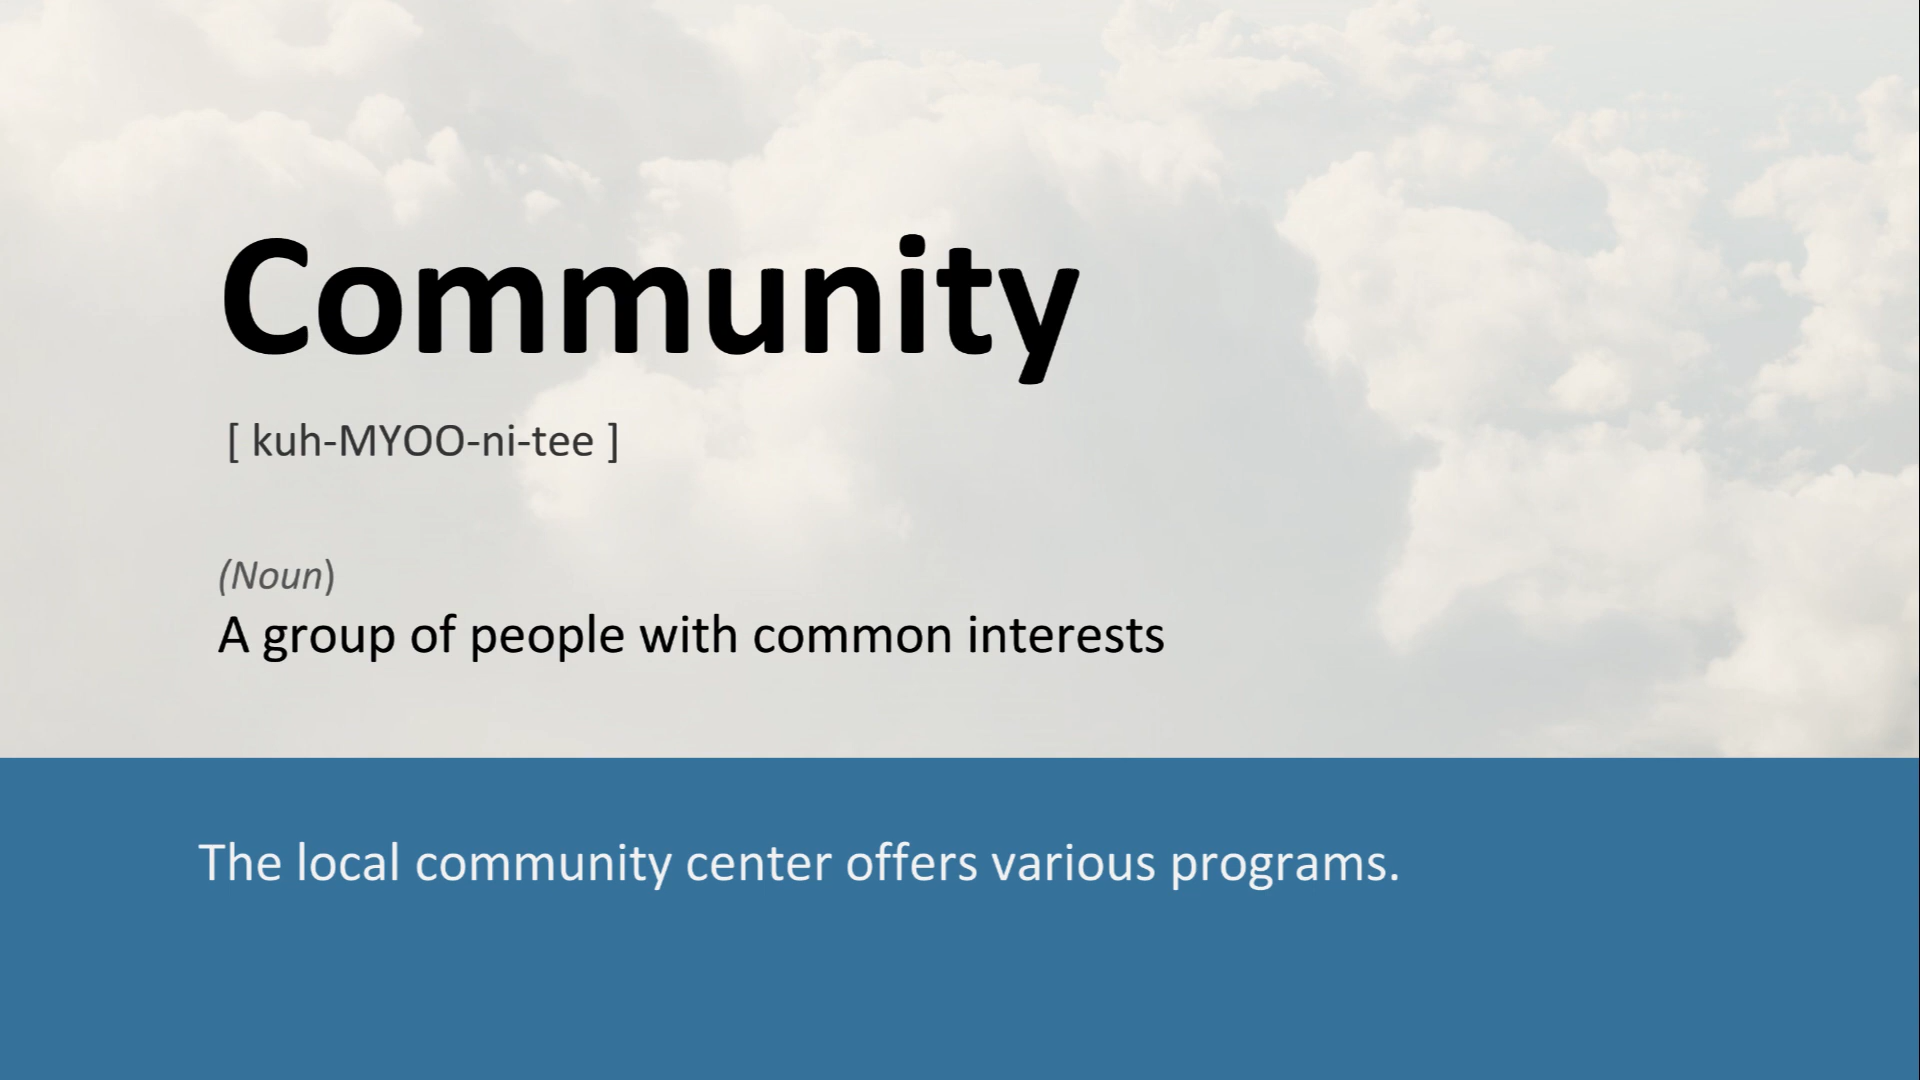 Community
[ kuh-MYOO-ni-tee ]
(Noun)
A group of people with common interests
The local community center offers various programs.